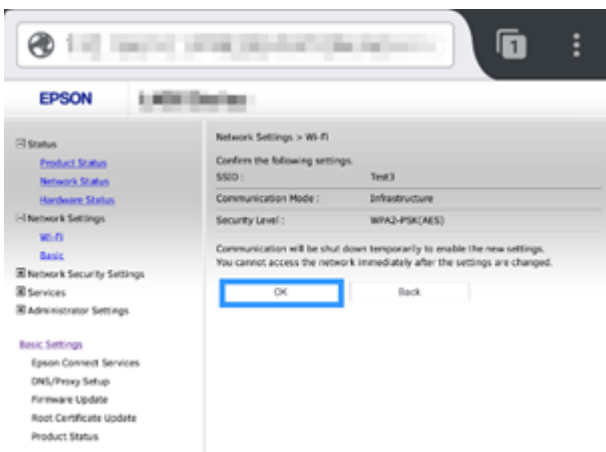 1
EPSON
Status
Product Status
Network Status
Hardware Status
Network Settings
Wi-Fi
Basic
Network Security Settings
Services
Administrator Settings
Basic Settings
Epson Connect Services
DNS/Proxy Setup
Firmware Update
Root Certificate Update
Product Status
Network Settings > Wi-Fi
Confirm the following settings.
SSID : Test3
Communication Mode : Infrastructure
Security Level : WPA2-PSK(AES)
Communication will be shut down temporarily to enable the new settings.
You cannot access the network immediately after the settings are changed.
OK Back